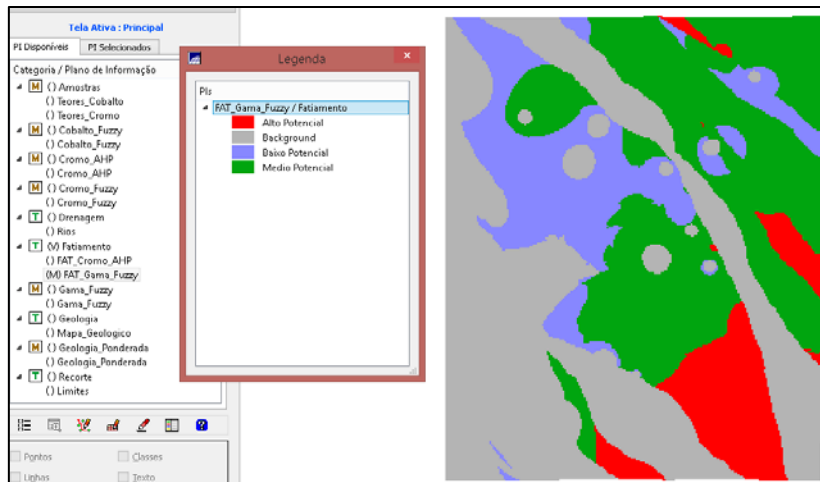 Tela Ativa : Principal
PI Disponíveis PI Selecionados
Categoria / Plano de Informação
M () Amostras
() Teores_Cobalto
() Teores_Cromo
M () Cobalto_Fuzzy
() Cobalto_Fuzzy
M () Cromo_AHP
() Cromo_AHP
M () Cromo_Fuzzy
() Cromo_Fuzzy
T () Drenagem
() Rios
T (V) Fatiamento
() FAT_Cromo_AHP
(M) FAT_Gama_Fuzzy
M () Gama_Fuzzy
() Gama_Fuzzy
T () Geologia
() Mapa_Geologico
M () Geologia_Ponderada
() Geologia_Ponderada
T () Recorte
() Limites
?
Pontos Classes
Linhas Texto
Legenda x
PIs
FAT_Gama_Fuzzy / Fatiamento
Alto Potencial
Background
Baixo Potencial
Medio Potencial